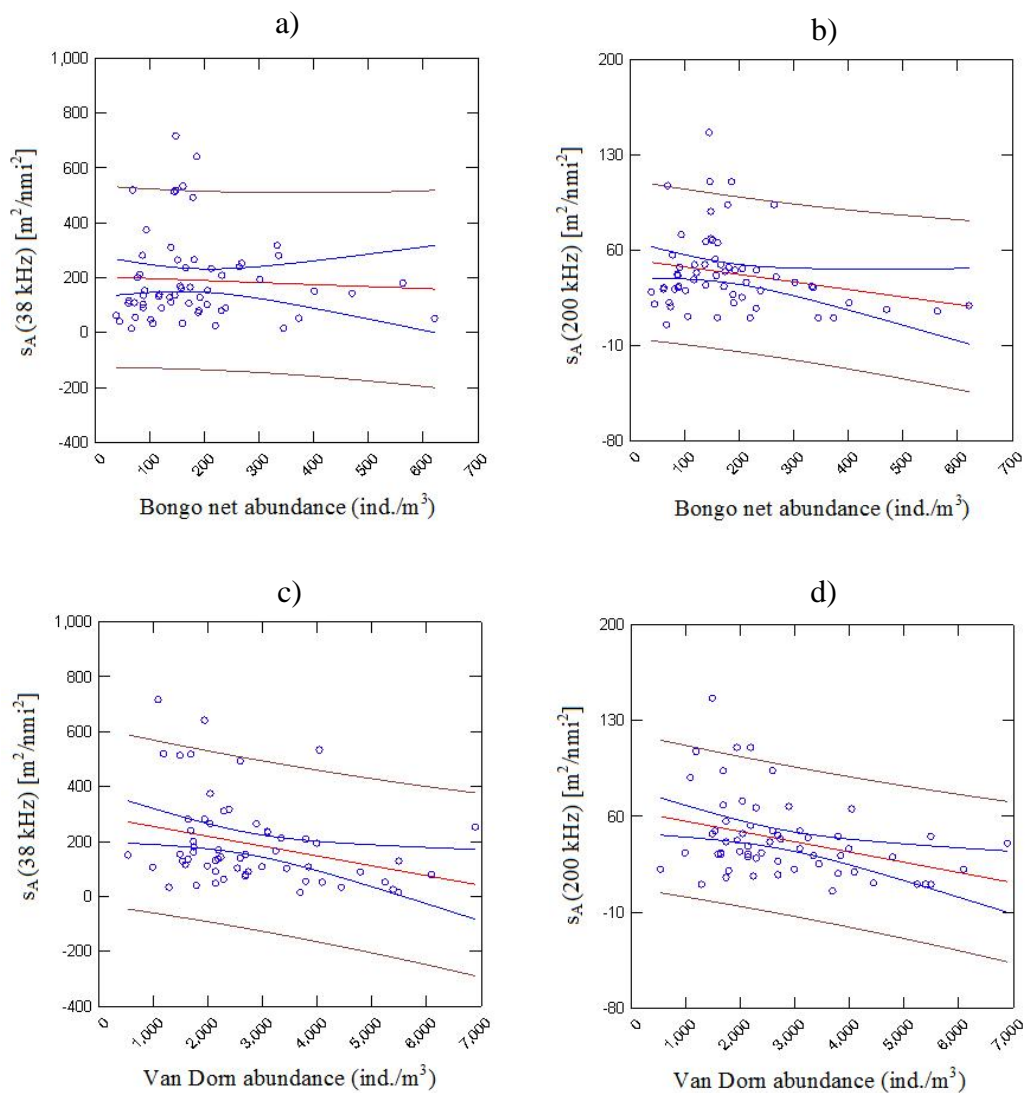 a)
1,000
800
600
400
200
0
-200
-400
s_A(38 kHz) [m²/nmi²]
0 100 200 300 400 500 600 700
Bongo net abundance (ind./m³)
b)
200
130
60
-10
-80
s_A(200 kHz) [m²/nmi²]
0 100 200 300 400 500 600 700
Bongo net abundance (ind./m³)
c)
1,000
800
600
400
200
0
-200
-400
s_A(38 kHz) [m²/nmi²]
0 1,000 2,000 3,000 4,000 5,000 6,000 7,000
Van Dorn abundance (ind./m³)
d)
200
130
60
-10
-80
s_A(200 kHz) [m²/nmi²]
0 1,000 2,000 3,000 4,000 5,000 6,000 7,000
Van Dorn abundance (ind./m³)